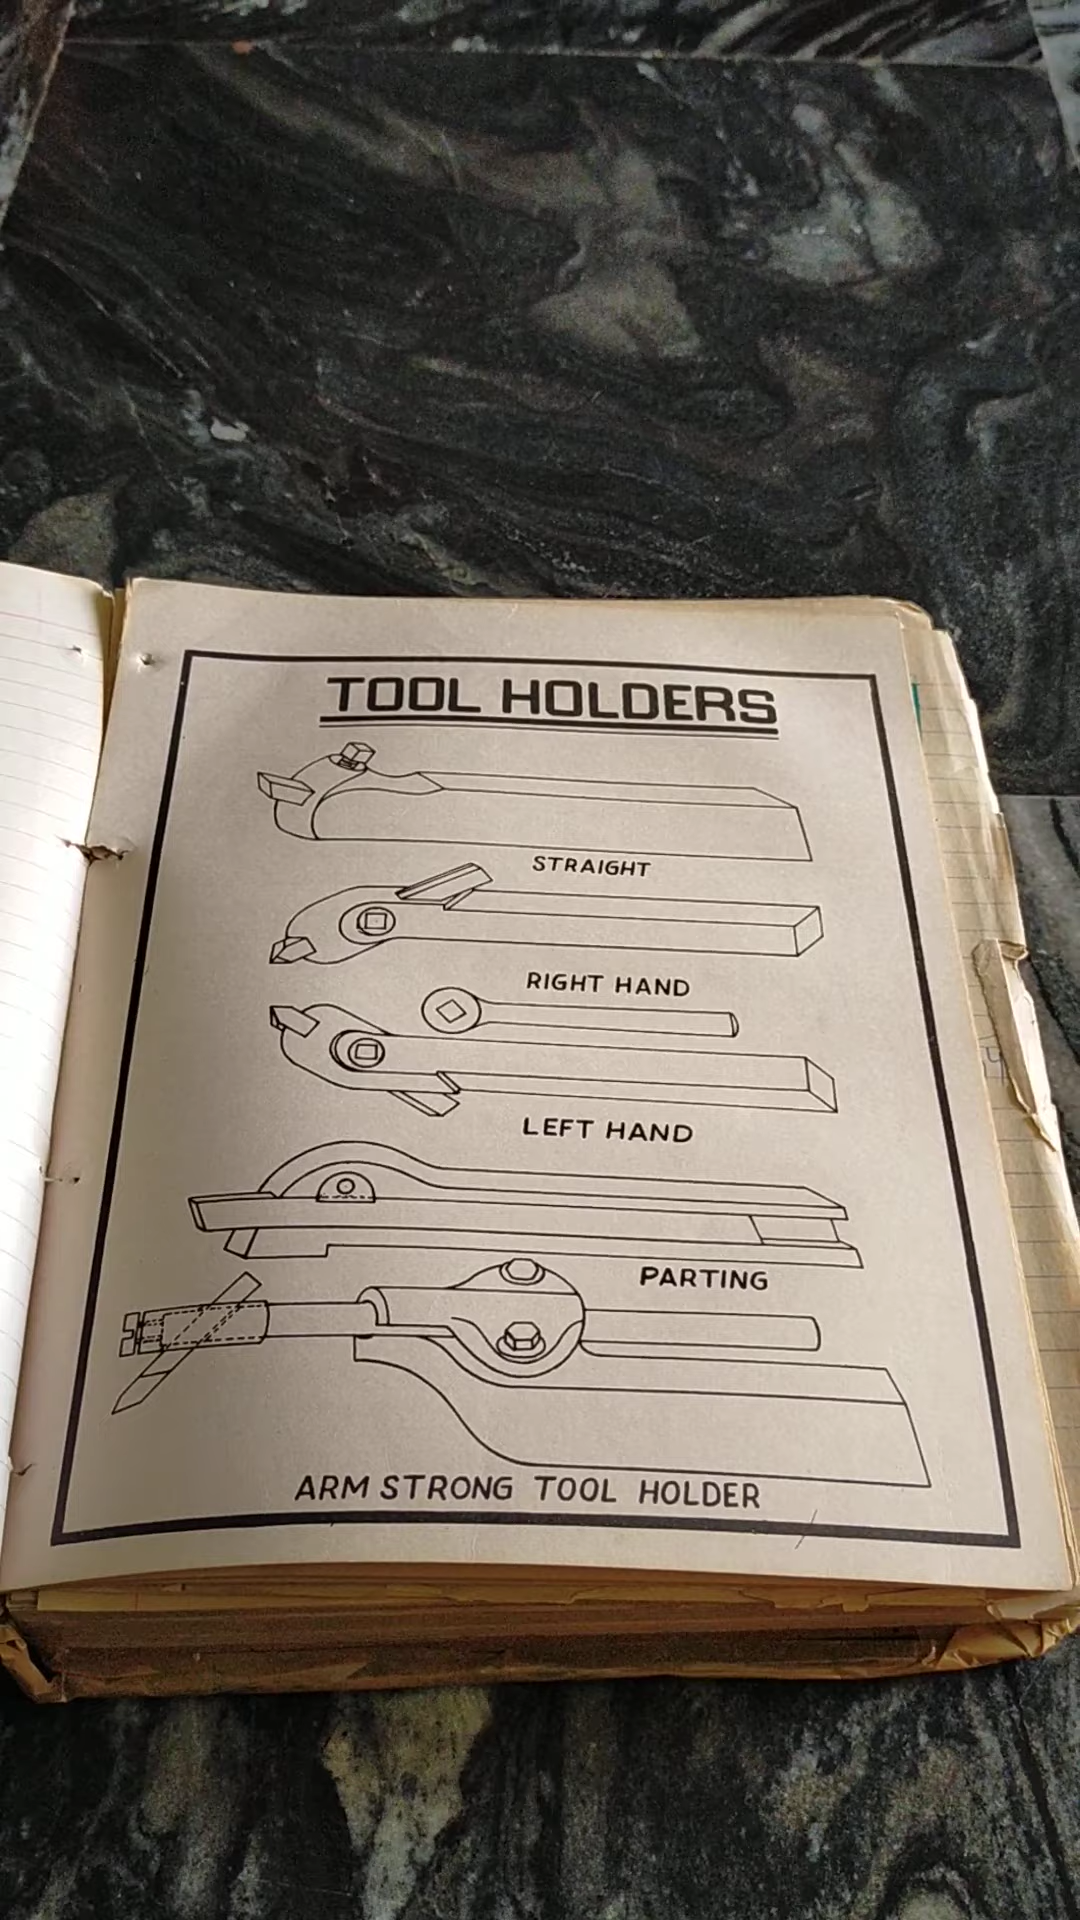 TOOL HOLDERS
STRAIGHT
RIGHT HAND
LEFT HAND
PARTING
ARM STRONG TOOL HOLDER